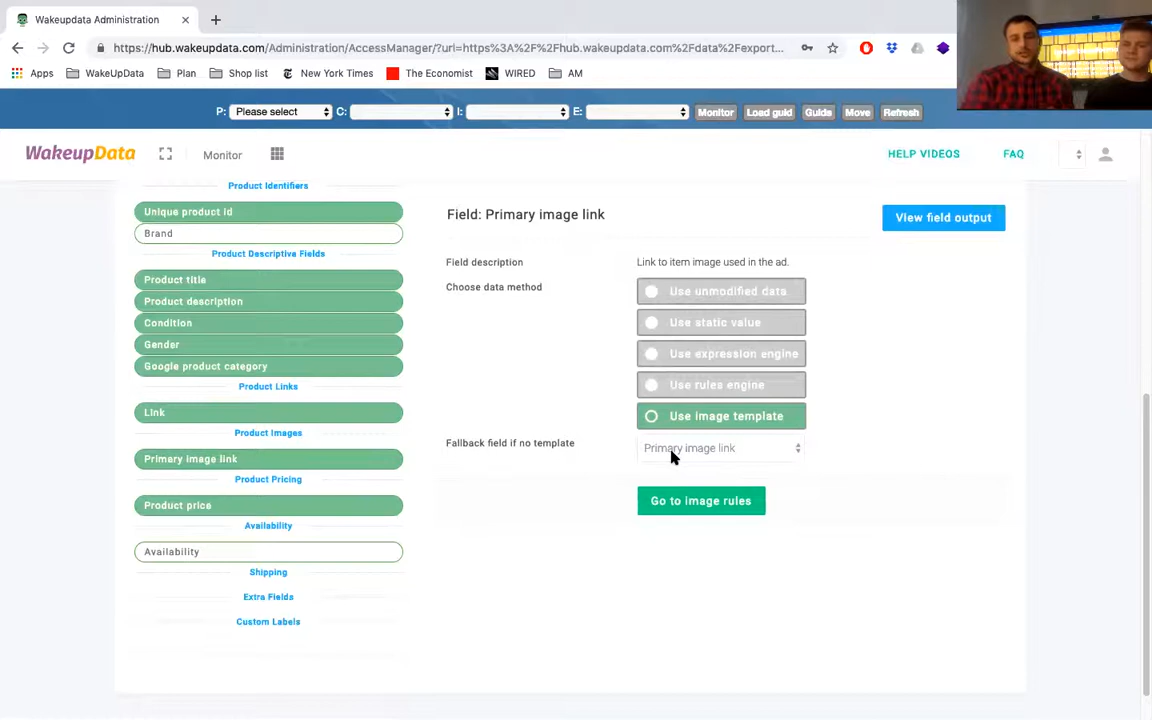 Wakeupdata Administration
https://hub.wakeupdata.com/Administration/AccessManager/?url=https%3A%2F%2Fhub.wakeupdata.com%2Fdata%2Fexport...
Apps WakeUpData Plan Shop list New York Times The Economist WIRED AM
P: Please select C: I: E: Monitor Load guid Guids Move Refresh
WakeupData Monitor HELP VIDEOS FAQ
Product Identifiers
Unique product id
Brand
Product Descriptive Fields
Product title
Product description
Condition
Gender
Google product category
Product Links
Link
Product Images
Primary image link
Product Pricing
Product price
Availability
Availability
Shipping
Extra Fields
Custom Labels
Field: Primary image link
View field output
Field description Link to item image used in the ad.
Choose data method Use unmodified data
Use static value
Use expression engine
Use rules engine
Use image template
Fallback field if no template Primary image link
Go to image rules